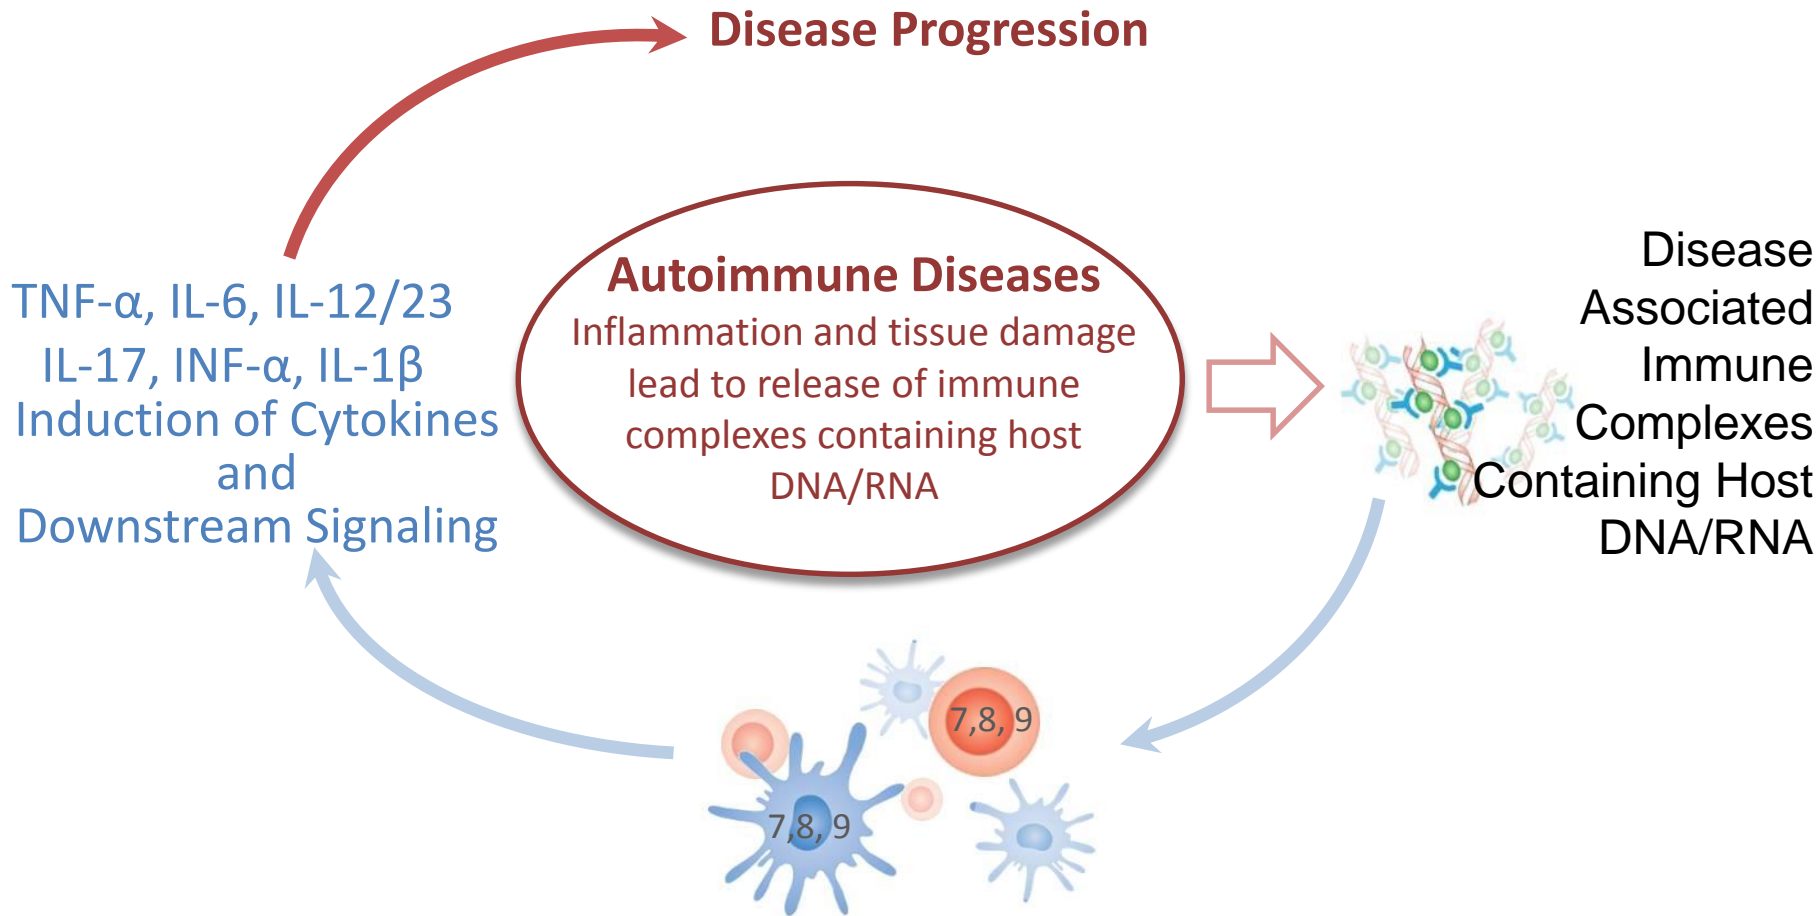 Disease Progression
Autoimmune Diseases
Inflammation and tissue damage
lead to release of immune
complexes containing host
DNA/RNA
Disease
Associated
Immune
Complexes
Containing Host
DNA/RNA
7,8, 9
7,8, 9
TNF-α, IL-6, IL-12/23
IL-17, INF-α, IL-1β
Induction of Cytokines
and
Downstream Signaling